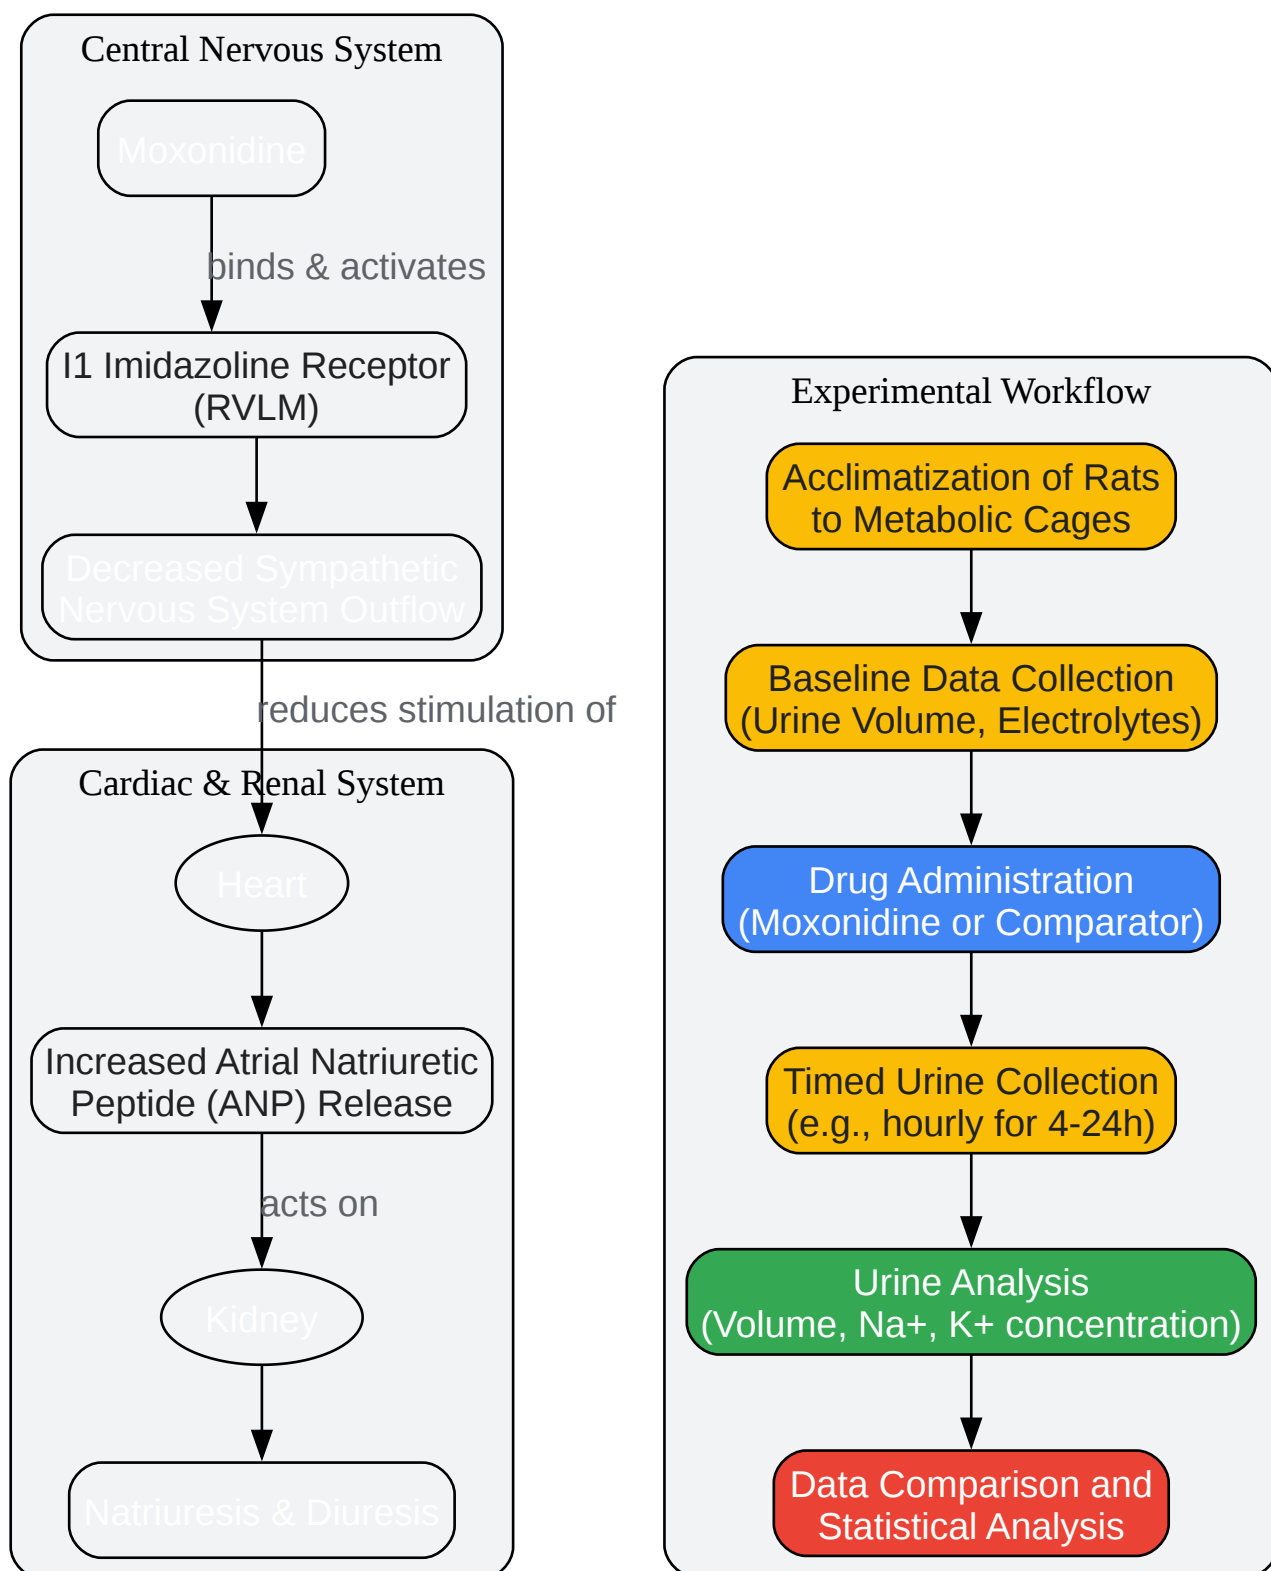 Central Nervous System
Moxonidine
binds & activates
I1 Imidazoline Receptor
(RVLM)
Decreased Sympathetic
Nervous System Outflow
reduces stimulation of
Cardiac & Renal System
Heart
Increased Atrial Natriuretic
Peptide (ANP) Release
acts on
Kidney
Natriuresis & Diuresis
Experimental Workflow
Acclimatization of Rats
to Metabolic Cages
Baseline Data Collection
(Urine Volume, Electrolytes)
Drug Administration
(Moxonidine or Comparator)
Timed Urine Collection
(e.g., hourly for 4-24h)
Urine Analysis
(Volume, Na+, K+ concentration)
Data Comparison and
Statistical Analysis